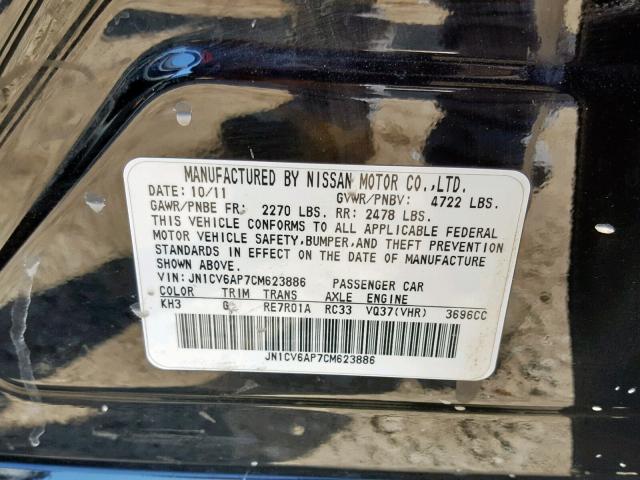 MANUFACTURED BY NISSAN MOTOR CO.,LTD.
DATE: 10/11 GVWR/PNBV: 4722 LBS.
GAWR/PNBE FR: 2270 LBS. RR: 2478 LBS.
THIS VEHICLE CONFORMS TO ALL APPLICABLE FEDERAL
MOTOR VEHICLE SAFETY, BUMPER, AND THEFT PREVENTION
STANDARDS IN EFFECT ON THE DATE OF MANUFACTURE
SHOWN ABOVE.
VIN: JN1CV6AP7CM623886 PASSENGER CAR
COLOR TRIM TRANS AXLE ENGINE
KH3 G RE7R01A RC33 VQ37(VHR) 3696CC
JN1CV6AP7CM623886